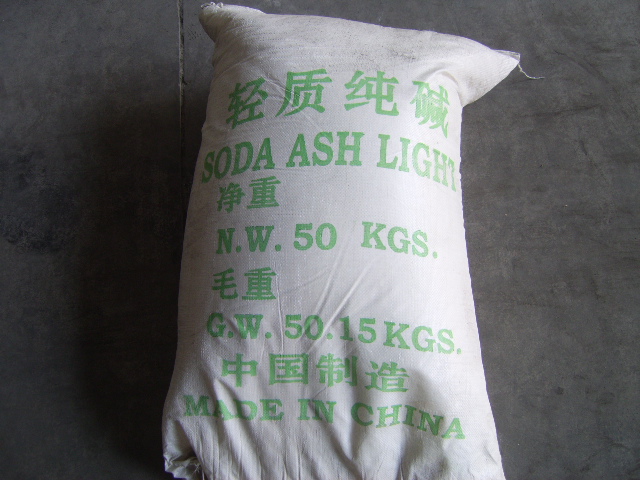 轻质纯碱
SODA ASH LIGHT
净重
N.W. 50 KGS.
毛重
G.W. 50.15 KGS.
中国制造
MADE IN CHINA